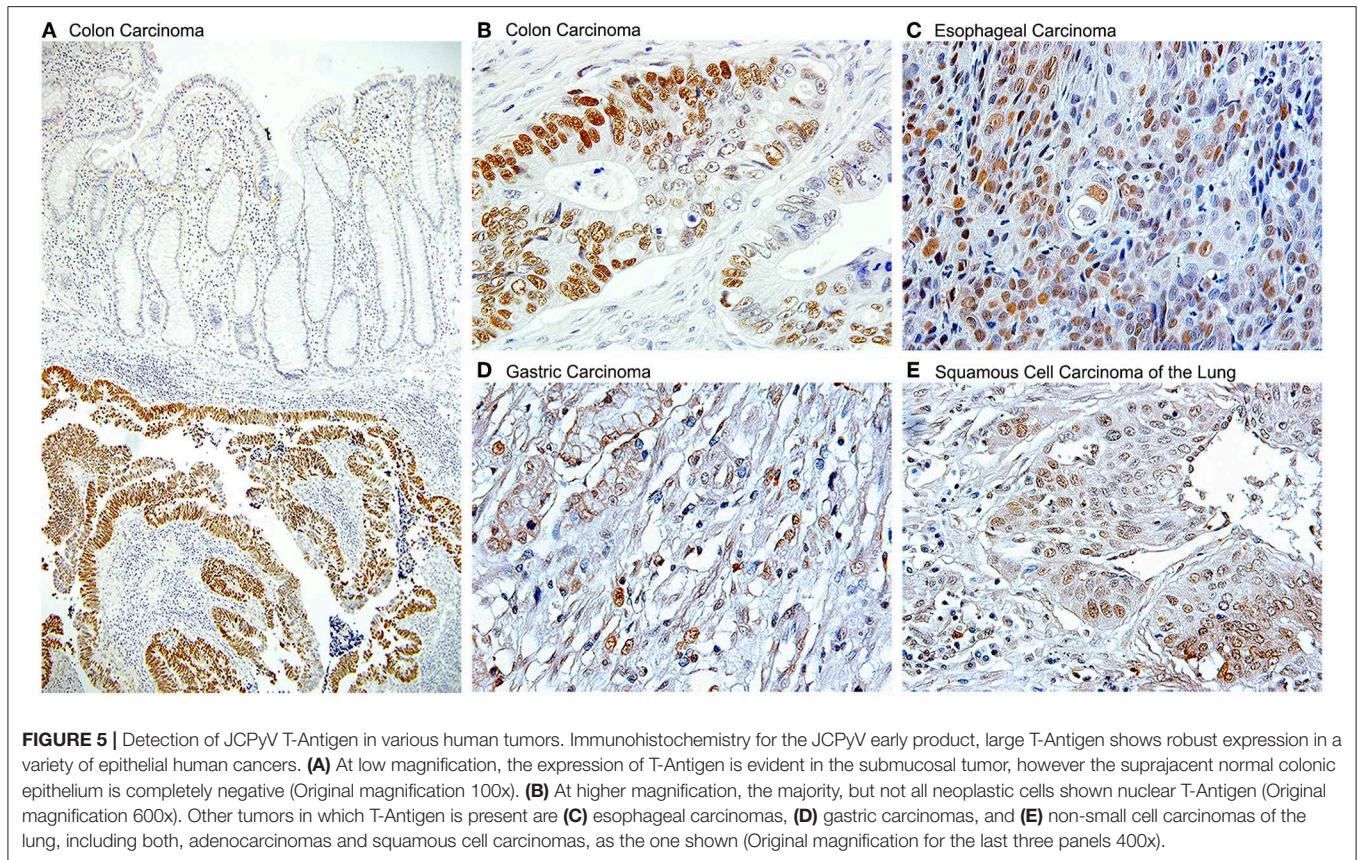 A Colon Carcinoma
B Colon Carcinoma
C Esophageal Carcinoma
D Gastric Carcinoma
E Squamous Cell Carcinoma of the Lung
FIGURE 5 | Detection of JCPyV T-Antigen in various human tumors. Immunohistochemistry for the JCPyV early product, large T-Antigen shows robust expression in a
variety of epithelial human cancers. (A) At low magnification, the expression of T-Antigen is evident in the submucosal tumor, however the suprajacent normal colonic
epithelium is completely negative (Original magnification 100x). (B) At higher magnification, the majority, but not all neoplastic cells shown nuclear T-Antigen (Original
magnification 600x). Other tumors in which T-Antigen is present are (C) esophageal carcinomas, (D) gastric carcinomas, and (E) non-small cell carcinomas of the
lung, including both, adenocarcinomas and squamous cell carcinomas, as the one shown (Original magnification for the last three panels 400x).